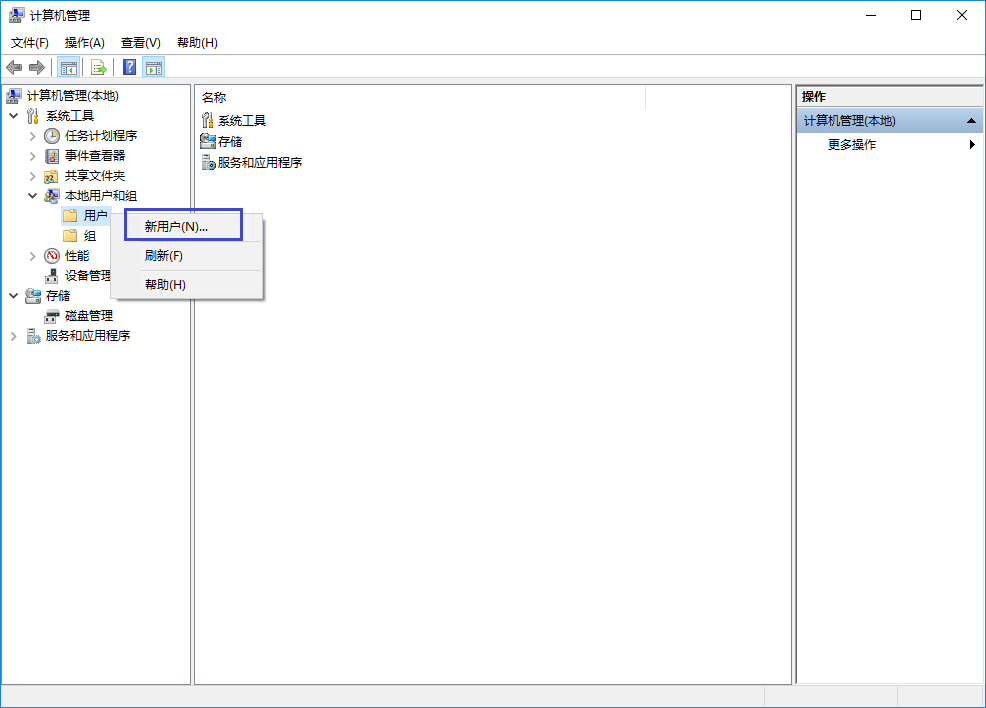 计算机管理
文件(F) 操作(A) 查看(V) 帮助(H)
计算机管理(本地)
系统工具
任务计划程序
事件查看器
共享文件夹
本地用户和组
用户
组
性能
设备管理
存储
磁盘管理
服务和应用程序
新用户(N)...
刷新(F)
帮助(H)
名称
系统工具
存储
服务和应用程序
操作
计算机管理(本地)
更多操作